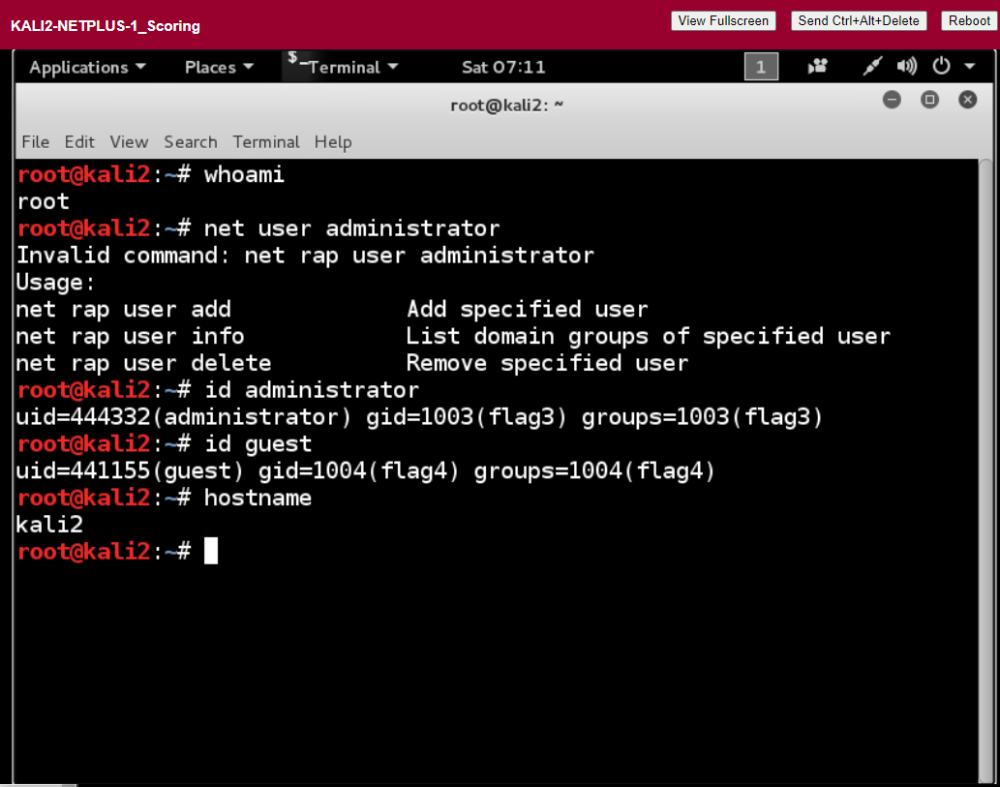 KALI2-NETPLUS-1_Scoring
View Fullscreen Send Ctrl+Alt+Delete Reboot
Applications Places Terminal Sat 07:11 1
root@kali2: ~
File Edit View Search Terminal Help
root@kali2:~# whoami
root
root@kali2:~# net user administrator
Invalid command: net rap user administrator
Usage:
net rap user add Add specified user
net rap user info List domain groups of specified user
net rap user delete Remove specified user
root@kali2:~# id administrator
uid=444332(administrator) gid=1003(flag3) groups=1003(flag3)
root@kali2:~# id guest
uid=441155(guest) gid=1004(flag4) groups=1004(flag4)
root@kali2:~# hostname
kali2
root@kali2:~#